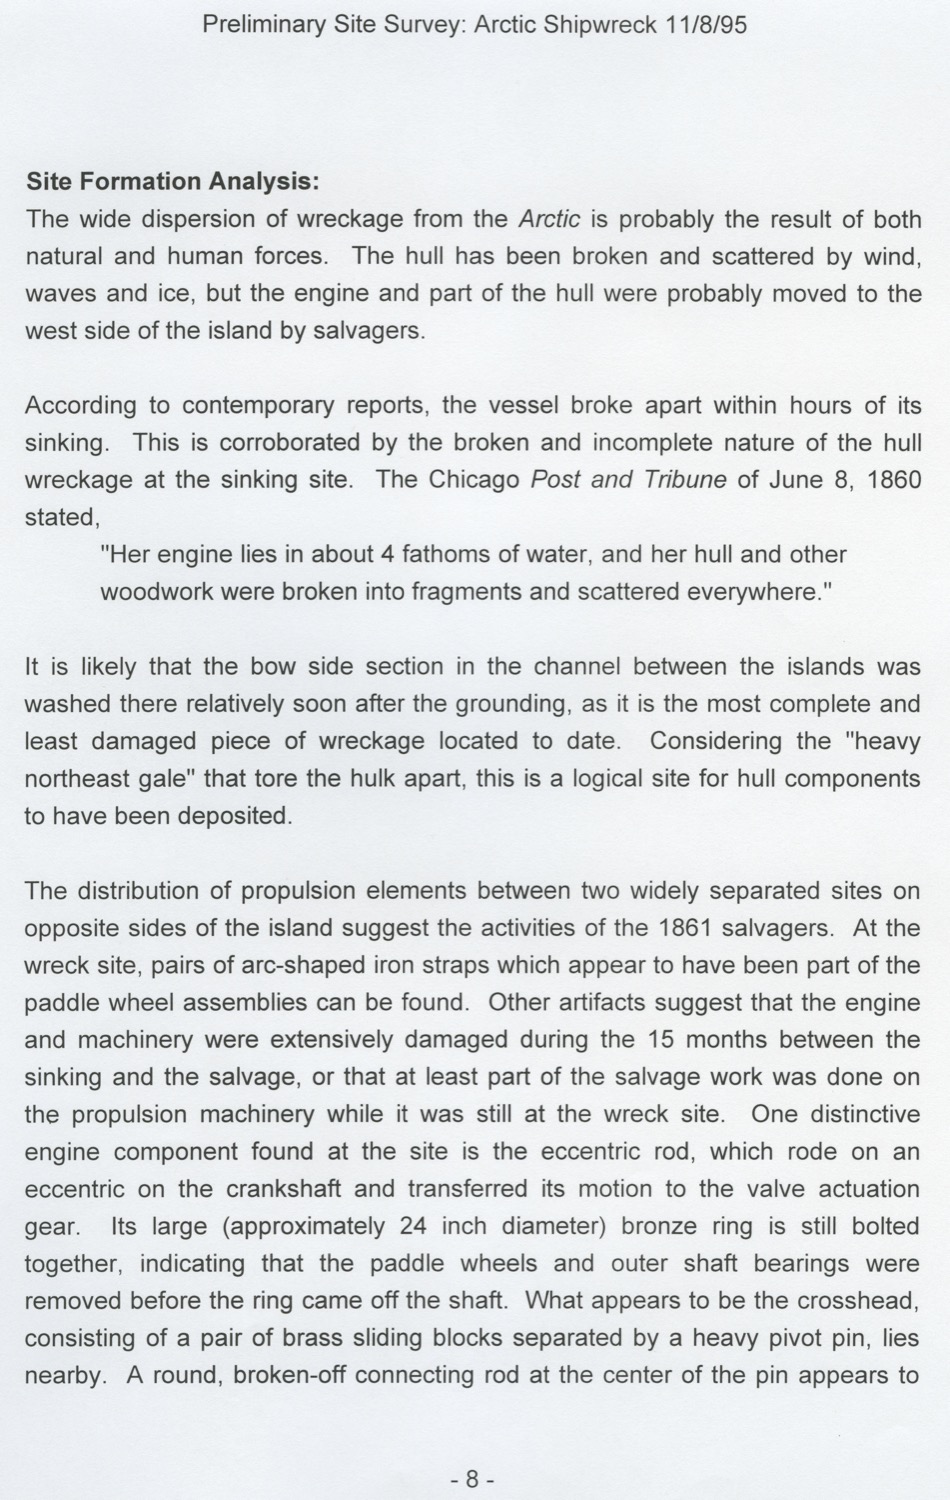 Preliminary Site Survey: Arctic Shipwreck 11/8/95
Site Formation Analysis:
The wide dispersion of wreckage from the Arctic is probably the result of both
natural and human forces. The hull has been broken and scattered by wind,
waves and ice, but the engine and part of the hull were probably moved to the
west side of the island by salvagers.
According to contemporary reports, the vessel broke apart within hours of its
sinking. This is corroborated by the broken and incomplete nature of the hull
wreckage at the sinking site. The Chicago Post and Tribune of June 8, 1860
stated,
"Her engine lies in about 4 fathoms of water, and her hull and other
woodwork were broken into fragments and scattered everywhere."
It is likely that the bow side section in the channel between the islands was
washed there relatively soon after the grounding, as it is the most complete and
least damaged piece of wreckage located to date. Considering the "heavy
northeast gale" that tore the hulk apart, this is a logical site for hull components
to have been deposited.
The distribution of propulsion elements between two widely separated sites on
opposite sides of the island suggest the activities of the 1861 salvagers. At the
wreck site, pairs of arc-shaped iron straps which appear to have been part of the
paddle wheel assemblies can be found. Other artifacts suggest that the engine
and machinery were extensively damaged during the 15 months between the
sinking and the salvage, or that at least part of the salvage work was done on
the propulsion machinery while it was still at the wreck site. One distinctive
engine component found at the site is the eccentric rod, which rode on an
eccentric on the crankshaft and transferred its motion to the valve actuation
gear. Its large (approximately 24 inch diameter) bronze ring is still bolted
together, indicating that the paddle wheels and outer shaft bearings were
removed before the ring came off the shaft. What appears to be the crosshead,
consisting of a pair of brass sliding blocks separated by a heavy pivot pin, lies
nearby. A round, broken-off connecting rod at the center of the pin appears to
- 8 -